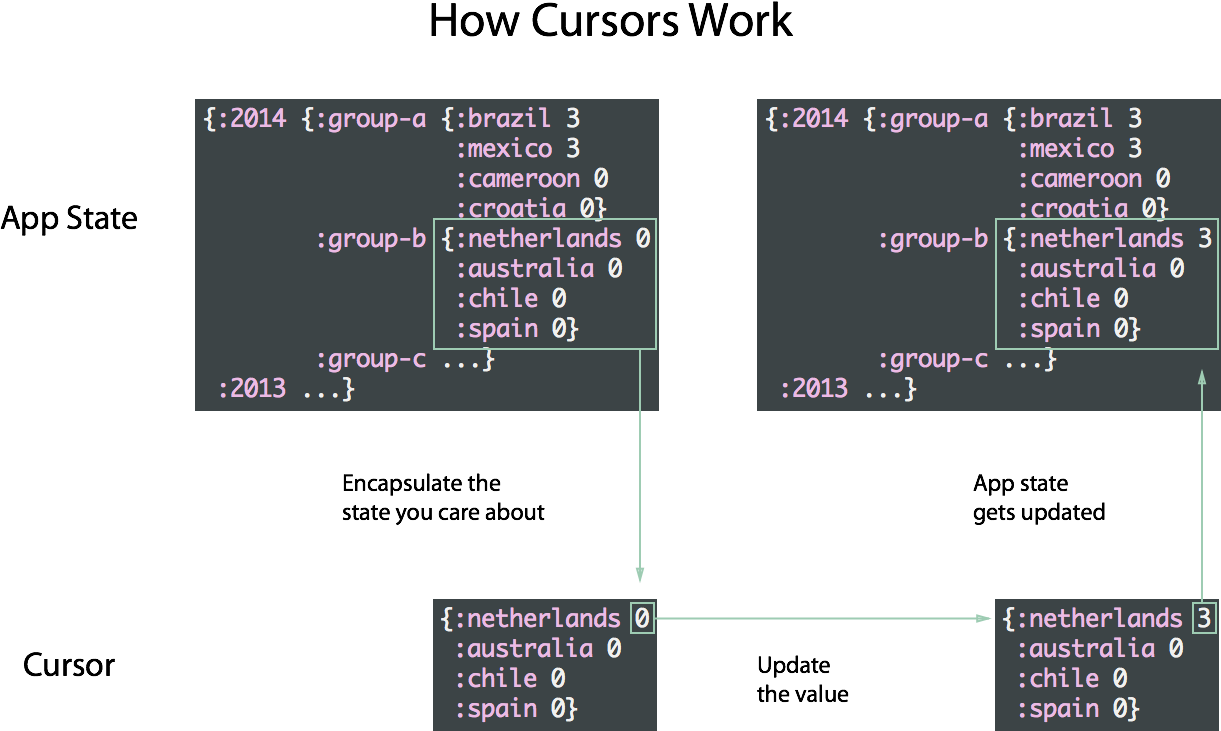 How Cursors Work
App State
{:2014 {:group-a {:brazil 3
:mexico 3
:cameroon 0
:croatia 0}
:group-b {:netherlands 0
:australia 0
:chile 0
:spain 0}
:group-c ...}
:2013 ...}
{:2014 {:group-a {:brazil 3
:mexico 3
:cameroon 0
:croatia 0}
:group-b {:netherlands 3
:australia 0
:chile 0
:spain 0}
:group-c ...}
:2013 ...}
Encapsulate the
state you care about
App state
gets updated
Cursor
{:netherlands 0
:australia 0
:chile 0
:spain 0}
Update
the value
{:netherlands 3
:australia 0
:chile 0
:spain 0}